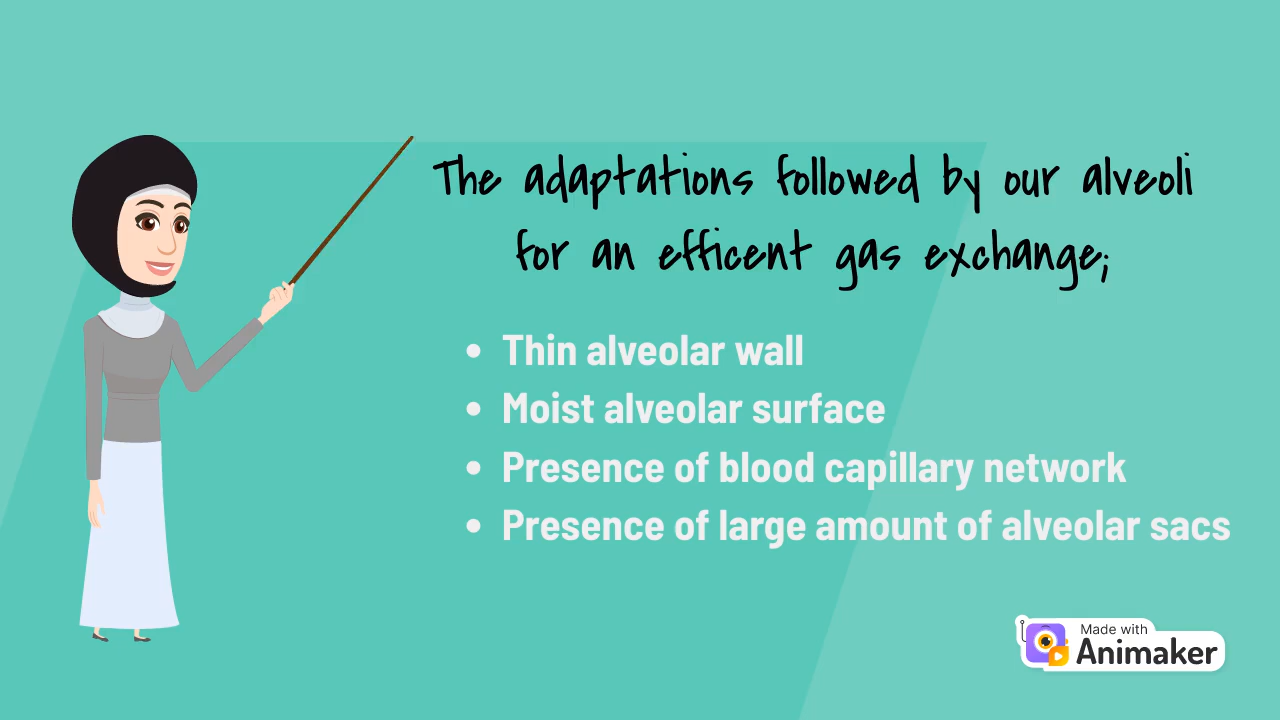 The adaptations followed by our alveoli
for an efficent gas exchange;
Thin alveolar wall
Moist alveolar surface
Presence of blood capillary network
Presence of large amount of alveolar sacs
Made with
Animaker